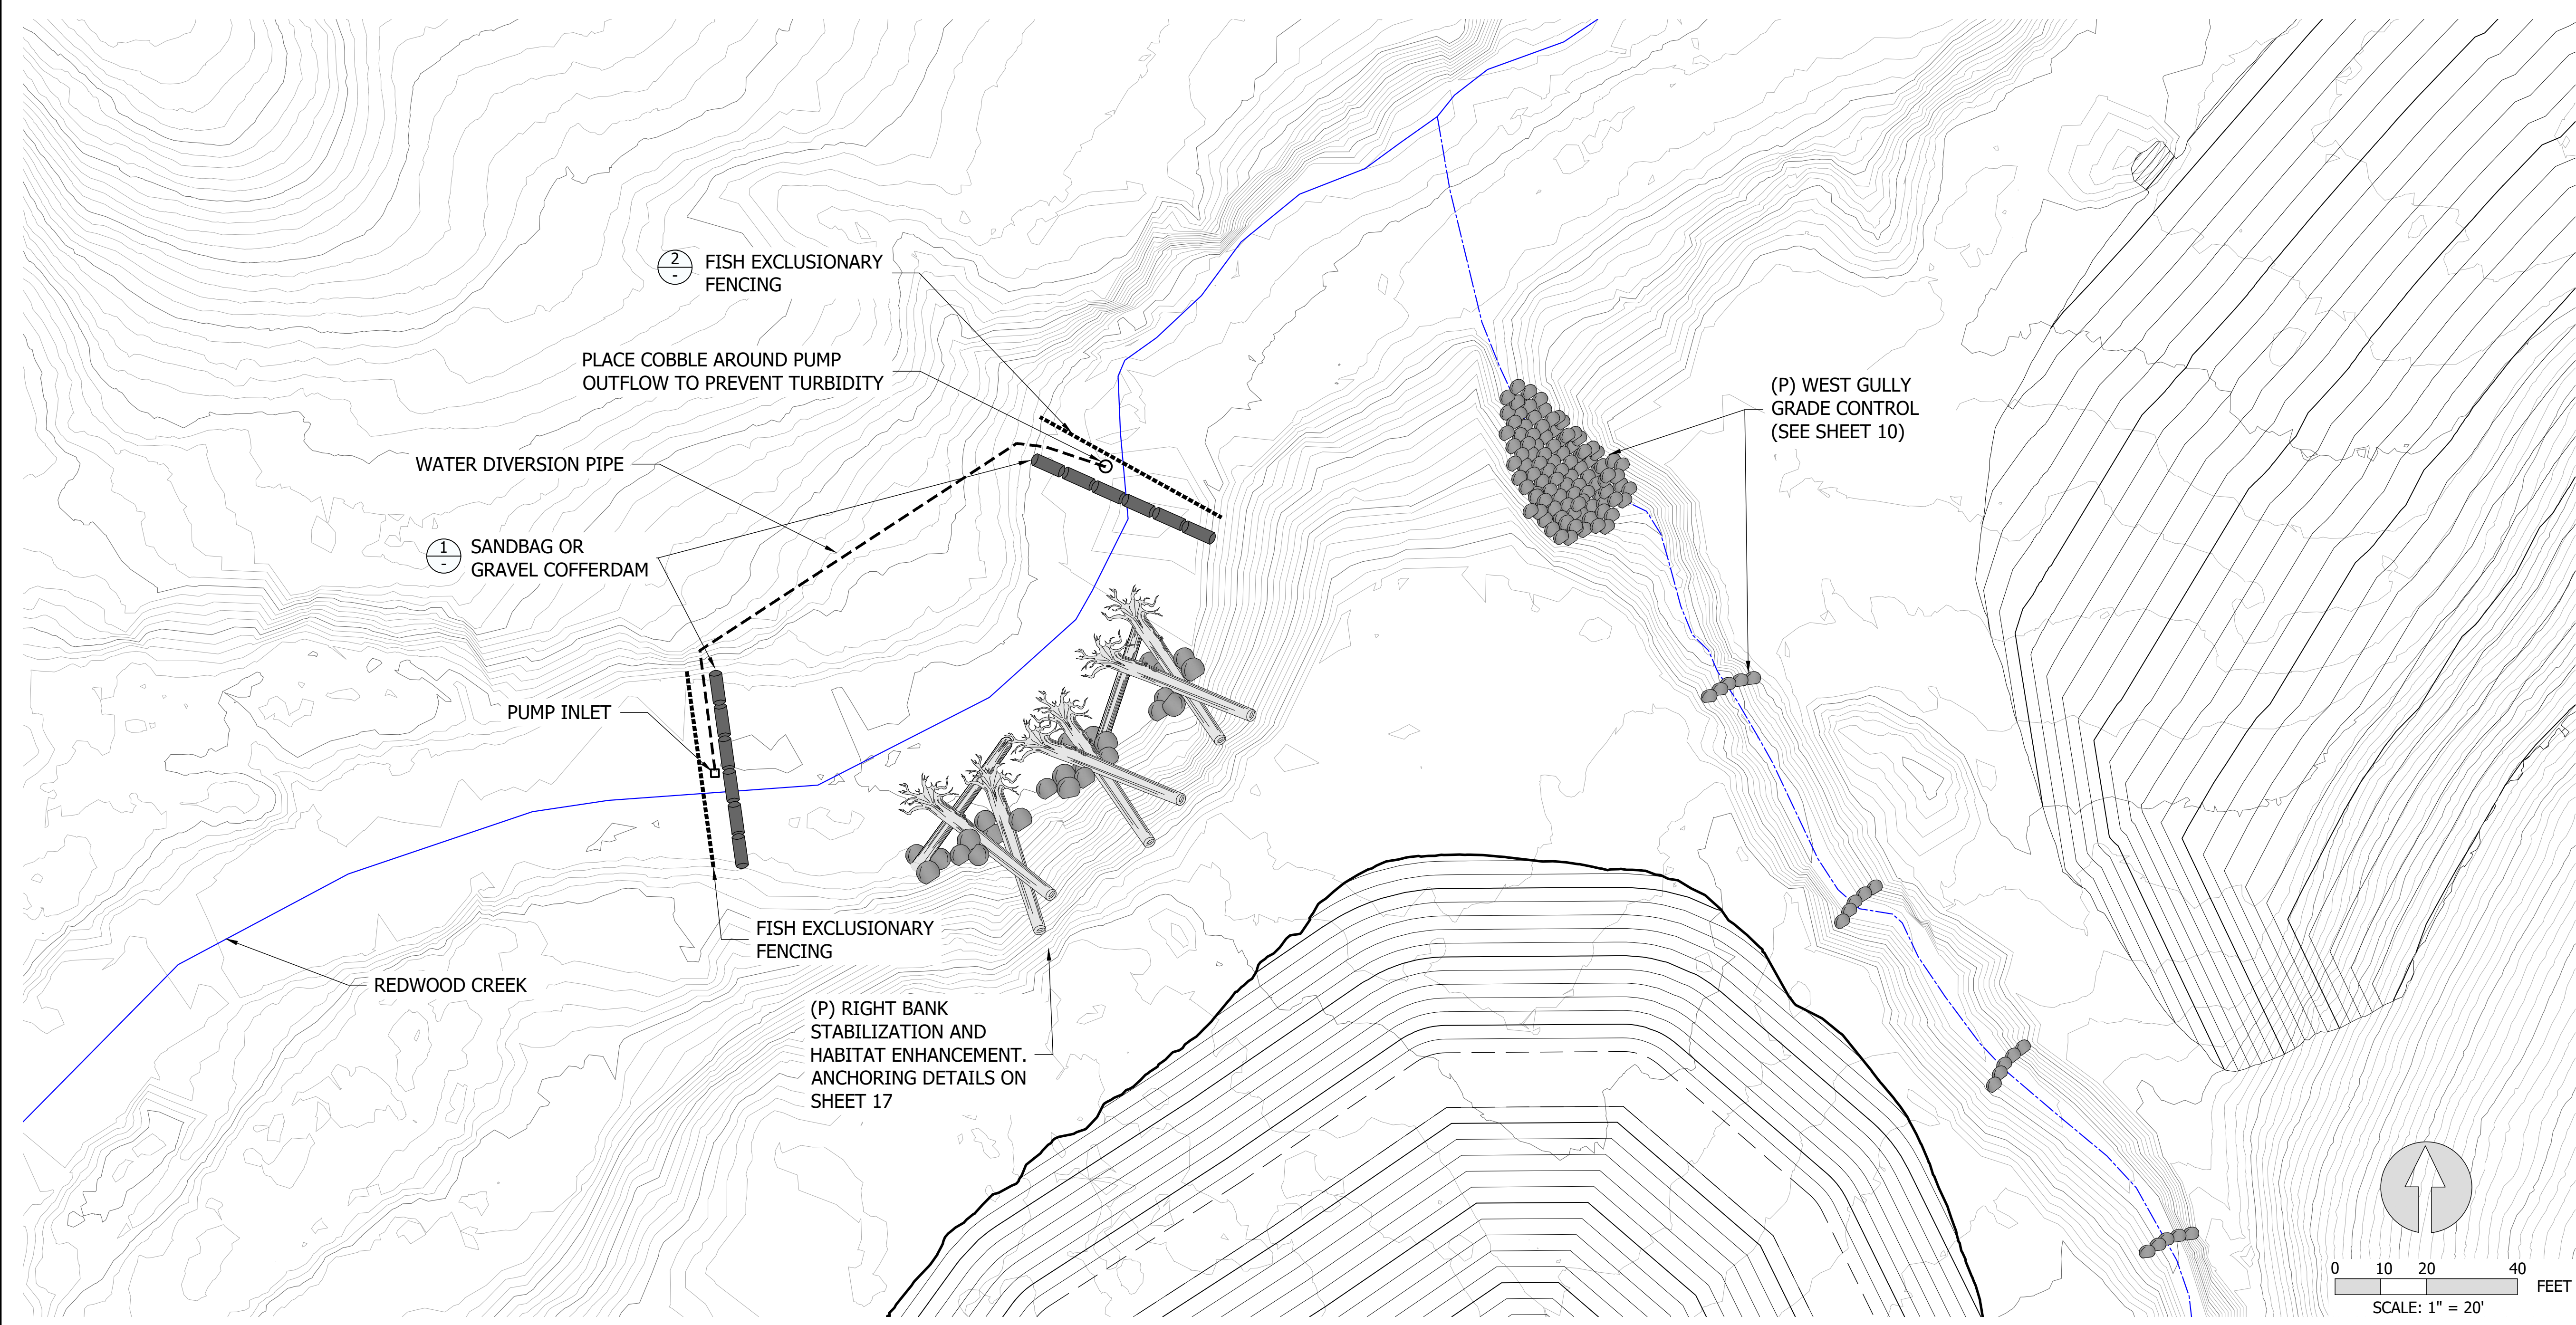 2
-
FISH EXCLUSIONARY
FENCING
PLACE COBBLE AROUND PUMP
OUTFLOW TO PREVENT TURBIDITY
(P) WEST GULLY
GRADE CONTROL
(SEE SHEET 10)
WATER DIVERSION PIPE
1
-
SANDBAG OR
GRAVEL COFFERDAM
PUMP INLET
FISH EXCLUSIONARY
FENCING
REDWOOD CREEK
(P) RIGHT BANK
STABILIZATION AND
HABITAT ENHANCEMENT.
ANCHORING DETAILS ON
SHEET 17
0 10 20 40
FEET
SCALE: 1" = 20'